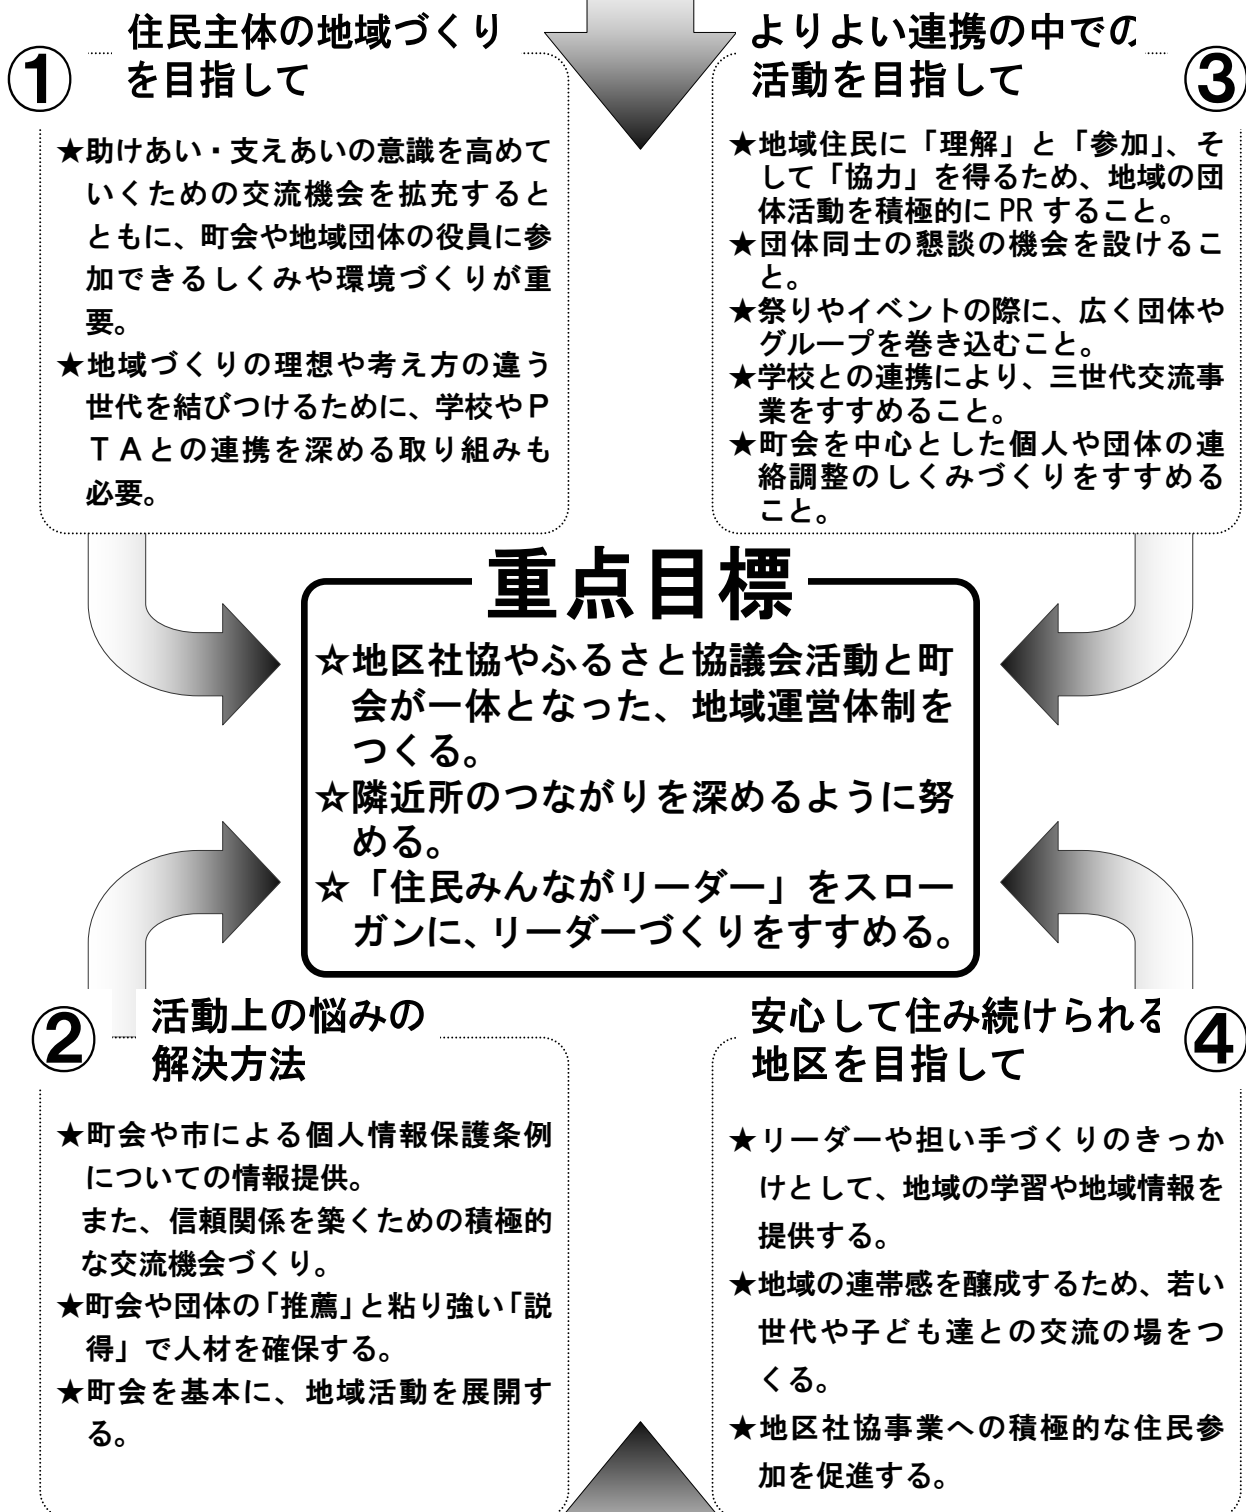 ①
住民主体の地域づくり
を目指して
★助けあい・支えあいの意識を高めて
いくための交流機会を拡充すると
ともに、町会や地域団体の役員に参
加できるしくみや環境づくりが重
要。
★地域づくりの理想や考え方の違う
世代を結びつけるために、学校やＰ
ＴＡとの連携を深める取り組みも
必要。
よりよい連携の中での
活動を目指して
③
★地域住民に「理解」と「参加」、そ
して「協力」を得るため、地域の団
体活動を積極的に PR すること。
★団体同士の懇談の機会を設けるこ
と。
★祭りやイベントの際に、広く団体や
グループを巻き込むこと。
★学校との連携により、三世代交流事
業をすすめること。
★町会を中心とした個人や団体の連
絡調整のしくみづくりをすすめる
こと。
重点目標
☆地区社協やふるさと協議会活動と町
会が一体となった、地域運営体制を
つくる。
☆隣近所のつながりを深めるように努
める。
☆「住民みんながリーダー」をスロー
ガンに、リーダーづくりをすすめる。
②
活動上の悩みの
解決方法
★町会や市による個人情報保護条例
についての情報提供。
また、信頼関係を築くための積極的
な交流機会づくり。
★町会や団体の「推薦」と粘り強い「説
得」で人材を確保する。
★町会を基本に、地域活動を展開す
る。
安心して住み続けられる
地区を目指して
④
★リーダーや担い手づくりのきっか
けとして、地域の学習や地域情報を
提供する。
★地域の連帯感を醸成するため、若い
世代や子ども達との交流の場をつ
くる。
★地区社協事業への積極的な住民参
加を促進する。